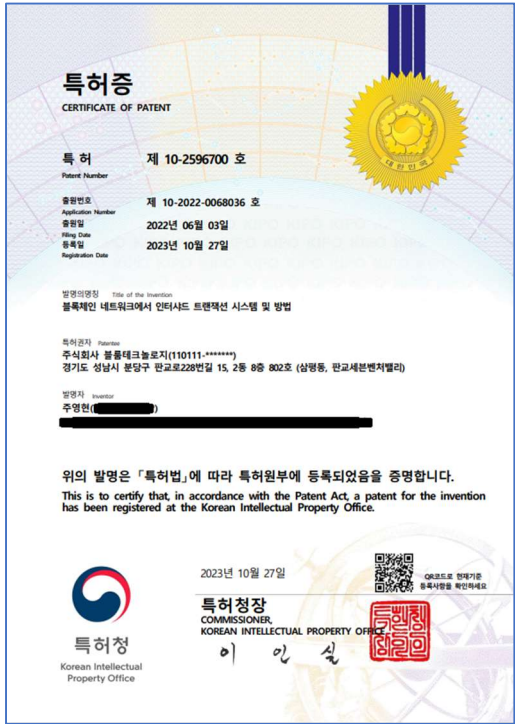 특허증
CERTIFICATE OF PATENT
대한민국
특 허 제 10-2596700 호
Patent Number
출원번호 제 10-2022-0068036 호
Application Number
출원일 2022년 06월 03일
Filing Date
등록일 2023년 10월 27일
Registration Date
발명의명칭 Title of the Invention
블록체인 네트워크에서 인터샤드 트랜잭션 시스템 및 방법
특허권자 Patentee
주식회사 블룸테크놀로지(110111-*******)
경기도 성남시 분당구 판교로228번길 15, 2동 8층 802호 (삼평동, 판교세븐벤처밸리)
발명자 Inventor
주영현( )
위의 발명은 「특허법」에 따라 특허원부에 등록되었음을 증명합니다.
This is to certify that, in accordance with the Patent Act, a patent for the invention
has been registered at the Korean Intellectual Property Office.
2023년 10월 27일
QR코드로 현재기준
등록사항을 확인하세요
특허청장
COMMISSIONER,
KOREAN INTELLECTUAL PROPERTY OFFICE
이 인 실
특허청
Korean Intellectual
Property Office